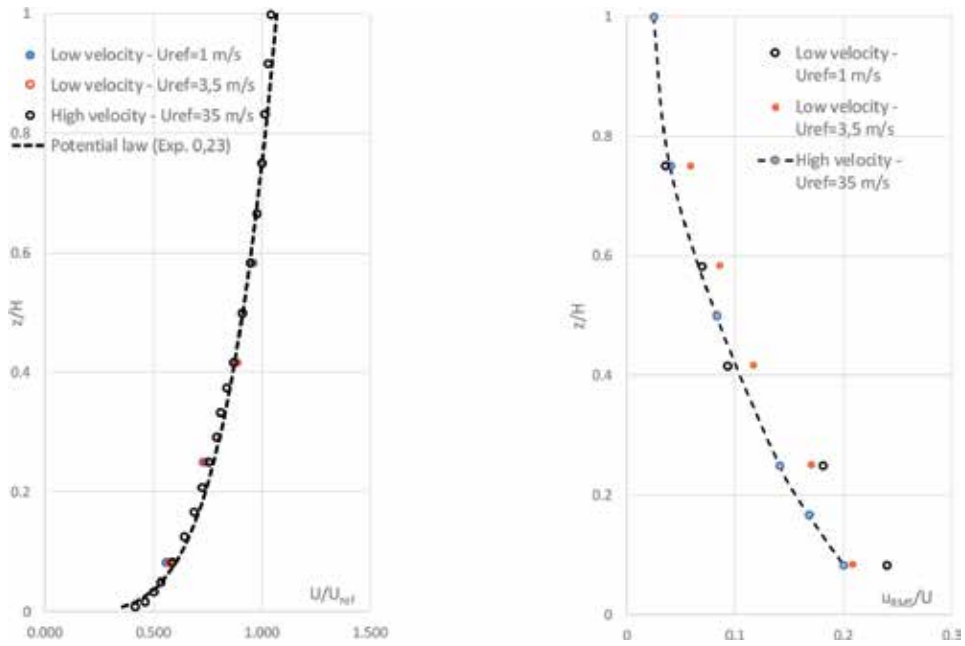 1
Low velocity - Uref=1 m/s
Low velocity - Uref=3,5 m/s
High velocity - Uref=35 m/s
0.8
Potential law (Exp. 0,23)
0.6
z/H
0.4
0.2
U/Uref
0
0.000 0.500 1.000 1.500
1
Low velocity -
Uref=1 m/s
Low velocity -
Uref=3,5 m/s
0.8
High velocity -
Uref=35 m/s
0.6
z/H
0.4
0.2
uRMS/U
0
0 0.1 0.2 0.3